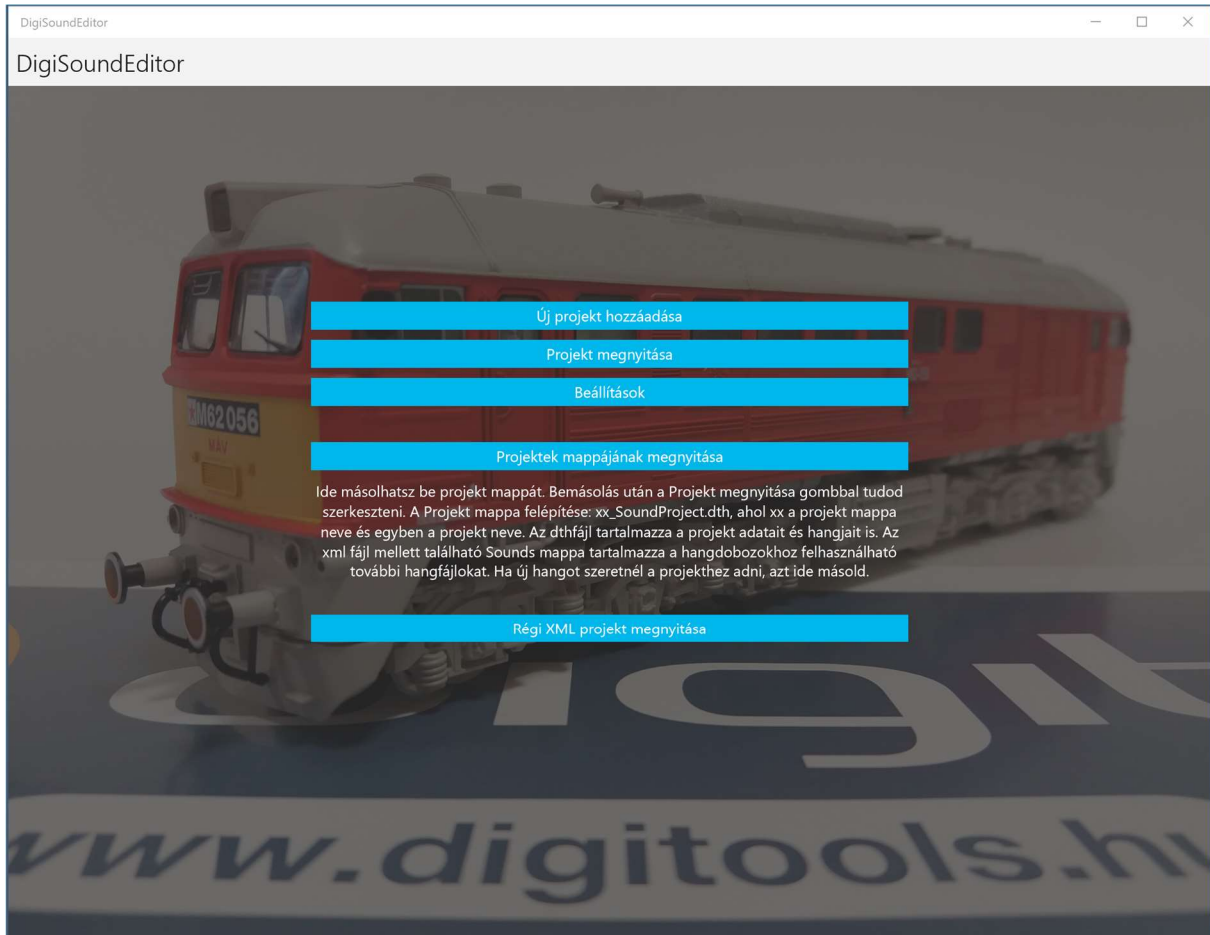 DigiSoundEditor
DigiSoundEditor
Új projekt hozzáadása
Projekt megnyitása
Beállítások
M62 056
MÁV
Projektek mappájának megnyitása
Ide másolhatsz be projekt mappát. Bemásolás után a Projekt megnyitása gombbal tudod
szerkeszteni. A Projekt mappa felépítése: xx_SoundProject.dth, ahol xx a projekt mappa
neve és egyben a projekt neve. Az dthfájl tartalmazza a projekt adatait és hangjait is. Az
xml fájl mellett található Sounds mappa tartalmazza a hangdobozokhoz felhasználható
további hangfájlokat. Ha új hangot szeretnél a projekthez adni, azt ide másold.
Régi XML projekt megnyitása
www.digitools.hu